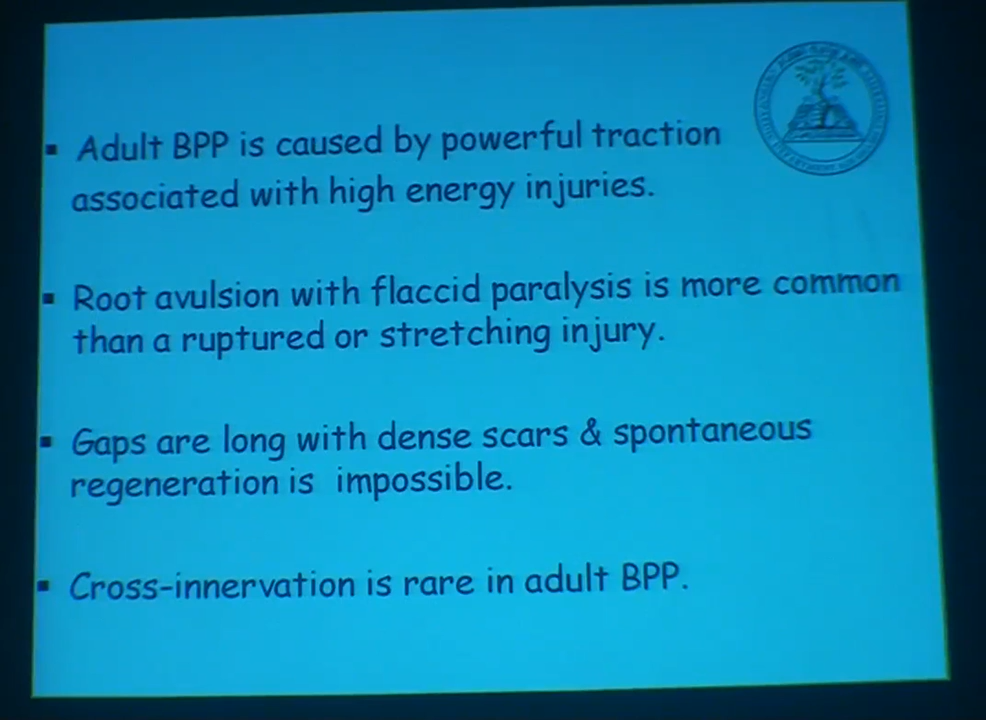 ▪ Adult BPP is caused by powerful traction
associated with high energy injuries.
▪ Root avulsion with flaccid paralysis is more common
than a ruptured or stretching injury.
▪ Gaps are long with dense scars & spontaneous
regeneration is impossible.
▪ Cross-innervation is rare in adult BPP.